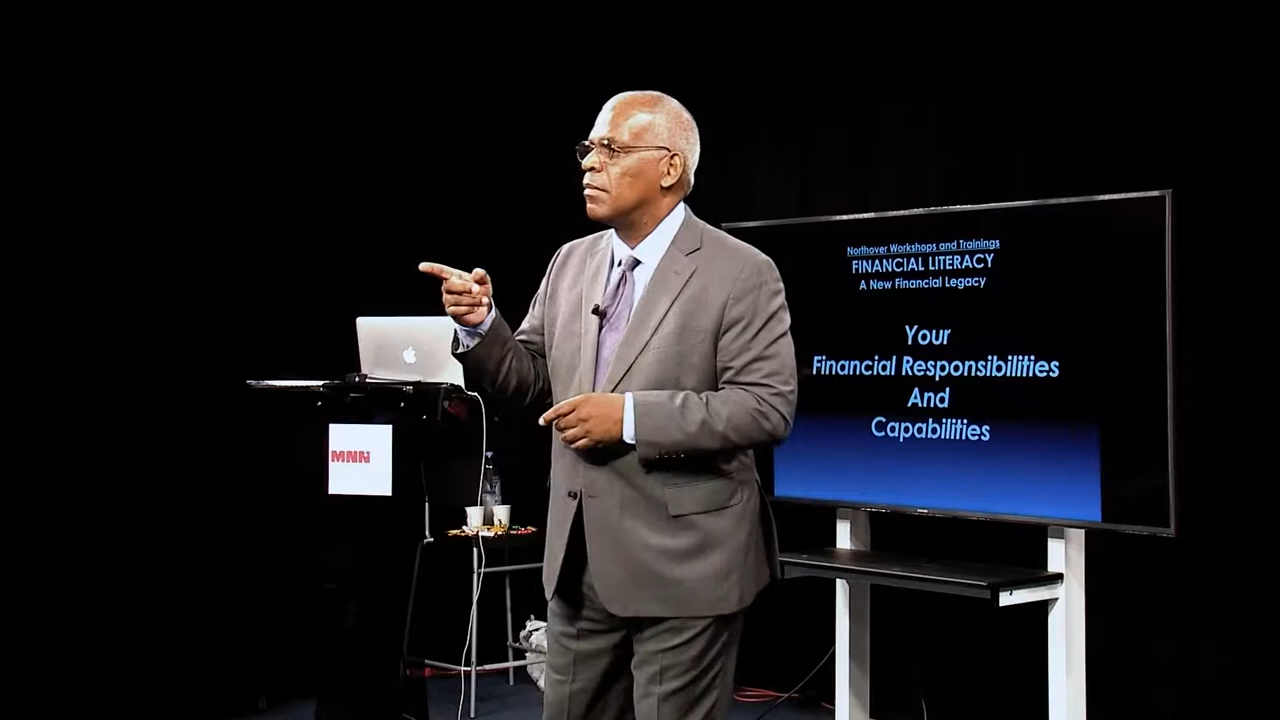 Northover Workshops and Trainings
FINANCIAL LITERACY
A New Financial Legacy
Your
Financial Responsibilities
And
Capabilities
MNN